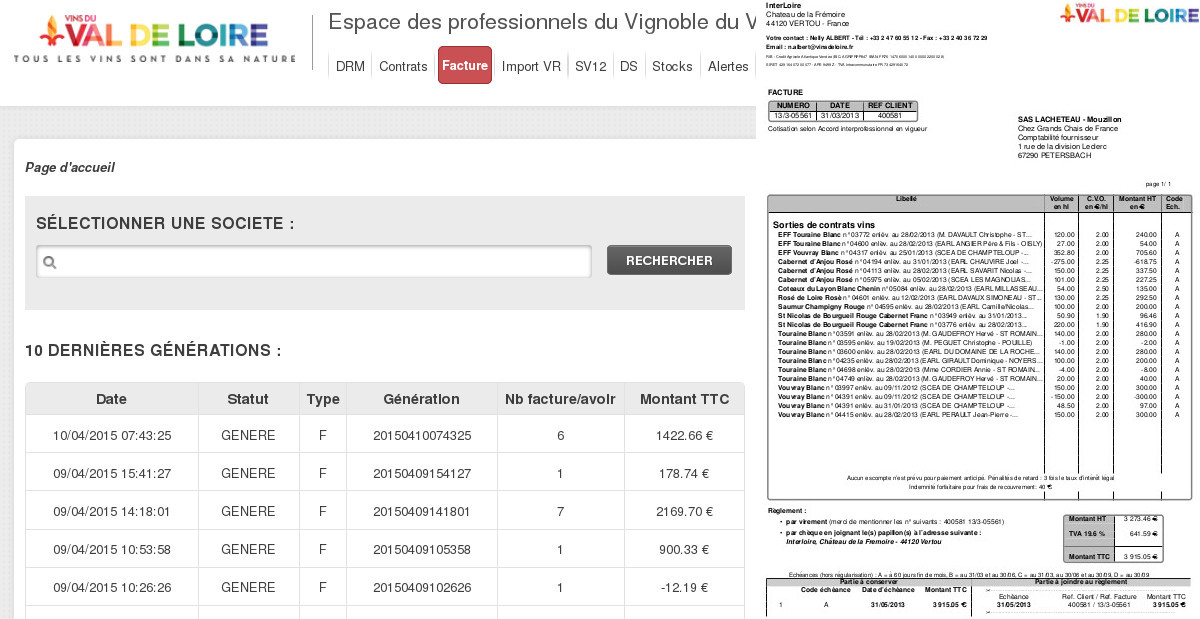 VINS DU
VAL DE LOIRE
TOUS LES VINS SONT DANS SA NATURE
Espace des professionnels du Vignoble du V
DRM Contrats Facture Import VR SV12 DS Stocks Alertes
Page d'accueil
SÉLECTIONNER UNE SOCIETE :
RECHERCHER
10 DERNIÈRES GÉNÉRATIONS :
Date Statut Type Génération Nb facture/avoir Montant TTC
10/04/2015 07:43:25 GENERE F 20150410074325 6 1422.66 €
09/04/2015 15:41:27 GENERE F 20150409154127 1 178.74 €
09/04/2015 14:18:01 GENERE F 20150409141801 7 2169.70 €
09/04/2015 10:53:58 GENERE F 20150409105358 1 900.33 €
09/04/2015 10:26:26 GENERE F 20150409102626 1 -12.19 €
InterLoire
Chateau de la Frémoire
44120 VERTOU - France
VINS DU
VAL DE LOIRE
Votre contact : Nelly ALBERT - Tél : +33 2 47 60 55 12 - Fax : +33 2 40 36 72 29
Email : n.albert@vinsdeloire.fr
FACTURE
NUMERO DATE REF CLIENT
13/3-05561 31/03/2013 400581
Cotisation selon Accord interprofessionnel en vigueur
SAS LACHETEAU - Mouzillon
Chez Grands Chais de France
Comptabilité fournisseur
1 rue de la division Leclerc
67290 PETERSBACH
page 1/ 1
Libellé Volume en hl C.V.O. en €/hl Montant HT en € Code Ech.
Sorties de contrats vins
EFF Touraine Blanc n°03772 enlèv. au 28/02/2013 (M. DAVAULT Christophe - ST... 120.00 2.00 240.00 A
EFF Touraine Blanc n°04600 enlèv. au 28/02/2013 (EARL ANGIER Père & Fils - OISLY) 27.00 2.00 54.00 A
EFF Vouvray Blanc n°04317 enlèv. au 25/01/2013 (SCEA DE CHAMPTELOUP -... 352.80 2.00 705.60 A
Cabernet d'Anjou Rosé n°04194 enlèv. au 31/01/2013 (EARL CHAUVIRE Joel -... -275.00 2.25 -618.75 A
Cabernet d'Anjou Rosé n°04113 enlèv. au 28/02/2013 (EARL SAVARIT Nicolas -... 150.00 2.25 337.50 A
Cabernet d'Anjou Rosé n°05975 enlèv. au 05/02/2013 (SCEA LES MAGNOLIAS... 101.00 2.25 227.25 A
Coteaux du Layon Blanc Chenin n°05084 enlèv. au 28/02/2013 (EARL MILLASSEAU... 54.00 2.50 135.00 A
Rosé de Loire Rosé n°04601 enlèv. au 12/02/2013 (EARL DAVAUX SIMONEAU - ST... 130.00 2.25 292.50 A
Saumur Champigny Rouge n°04595 enlèv. au 28/02/2013 (EARL Camille/Nicolas... 100.00 2.00 200.00 A
St Nicolas de Bourgueil Rouge Cabernet Franc n°03949 enlèv. au 31/01/2013... 50.90 1.90 96.46 A
St Nicolas de Bourgueil Rouge Cabernet Franc n°03776 enlèv. au 28/02/2013... 220.00 1.90 416.90 A
Touraine Blanc n°03591 enlèv. au 28/02/2013 (M. GAUDEFROY Hervé - ST ROMAIN... 140.00 2.00 280.00 A
Touraine Blanc n°03595 enlèv. au 19/02/2013 (M. PEGUET Christophe - POUILLE) -1.00 2.00 -2.00 A
Touraine Blanc n°03600 enlèv. au 28/02/2013 (EARL DU DOMAINE DE LA ROCHE... 140.00 2.00 280.00 A
Touraine Blanc n°04235 enlèv. au 28/02/2013 (EARL GIRAULT Dominique - NOYERS... 100.00 2.00 200.00 A
Touraine Blanc n°04698 enlèv. au 28/02/2013 (Mme CORDIER Annie - ST ROMAIN... -4.00 2.00 -8.00 A
Touraine Blanc n°04749 enlèv. au 28/02/2013 (M. GAUDEFROY Hervé - ST ROMAIN... 20.00 2.00 40.00 A
Vouvray Blanc n°03997 enlèv. au 09/11/2012 (SCEA DE CHAMPTELOUP -... 150.00 2.00 300.00 A
Vouvray Blanc n°04391 enlèv. au 09/11/2012 (SCEA DE CHAMPTELOUP -... -150.00 2.00 -300.00 A
Vouvray Blanc n°04391 enlèv. au 31/01/2013 (SCEA DE CHAMPTELOUP -... 48.50 2.00 97.00 A
Vouvray Blanc n°04415 enlèv. au 28/02/2013 (EARL PERAULT Jean-Pierre -... 150.00 2.00 300.00 A
Aucun escompte n'est prévu pour paiement anticipé. Pénalités de retard : 3 fois le taux d'intérêt légal
Indemnité forfaitaire pour frais de recouvrement: 40 €
Règlement :
• par virement (merci de mentionner les n° suivants : 400581 13/3-05561)
• par chèque en joignant le(s) papillon(s) à l'adresse suivante :
Interloire, Château de la Fremoire - 44120 Vertou
Montant HT 3 273.46 €
TVA 19.6 % 641.59 €
Montant TTC 3 915.05 €
Echéances (hors régularisation) : A = à 60 jours fin de mois, B = au 31/03 et au 30/06, C = au 31/03, au 30/06 et au 30/09, D = au 30/09
Partie à conserver Partie à joindre au règlement
Code échéance Date d'échéance Montant TTC
1 A 31/05/2013 3 915.05 €
Echéance Ref. Client / Ref. Facture Montant TTC
31/05/2013 400581 / 13/3-05561 3 915.05 €